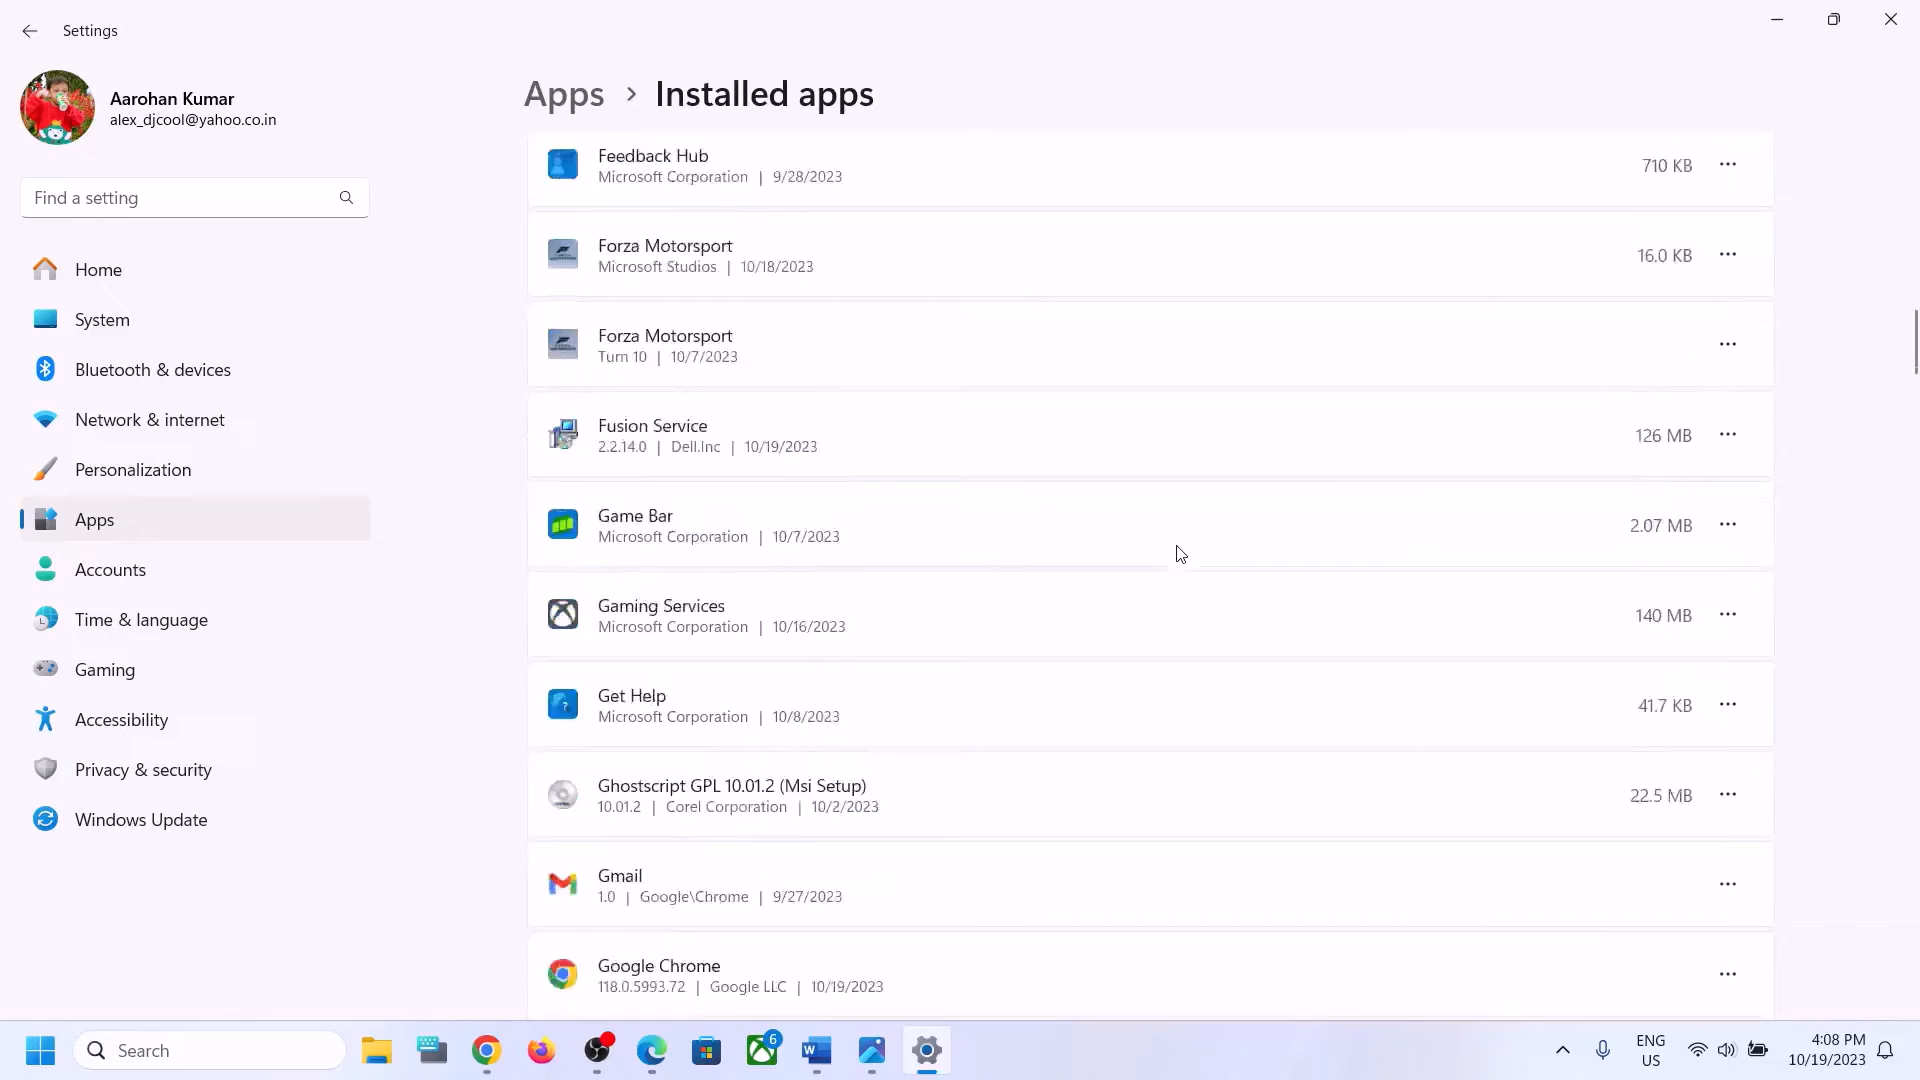 Settings
Aarohan Kumar
alex_djcool@yahoo.co.in
Find a setting
Home
System
Bluetooth & devices
Network & internet
Personalization
Apps
Accounts
Time & language
Gaming
Accessibility
Privacy & security
Windows Update
Apps > Installed apps
Feedback Hub
Microsoft Corporation | 9/28/2023
710 KB
Forza Motorsport
Microsoft Studios | 10/18/2023
16.0 KB
Forza Motorsport
Turn 10 | 10/7/2023
Fusion Service
2.2.14.0 | Dell.Inc | 10/19/2023
126 MB
Game Bar
Microsoft Corporation | 10/7/2023
2.07 MB
Gaming Services
Microsoft Corporation | 10/16/2023
140 MB
Get Help
Microsoft Corporation | 10/8/2023
41.7 KB
Ghostscript GPL 10.01.2 (Msi Setup)
10.01.2 | Corel Corporation | 10/2/2023
22.5 MB
Gmail
1.0 | Google\Chrome | 9/27/2023
Google Chrome
118.0.5993.72 | Google LLC | 10/19/2023
Search
6
ENG
US
4:08 PM
10/19/2023